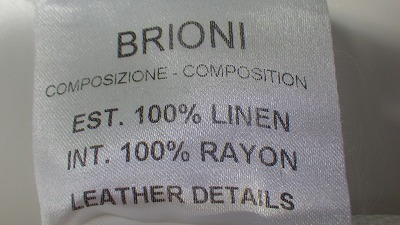 BRIONI
COMPOSIZIONE - COMPOSITION
EST. 100% LINEN
INT. 100% RAYON
LEATHER DETAILS